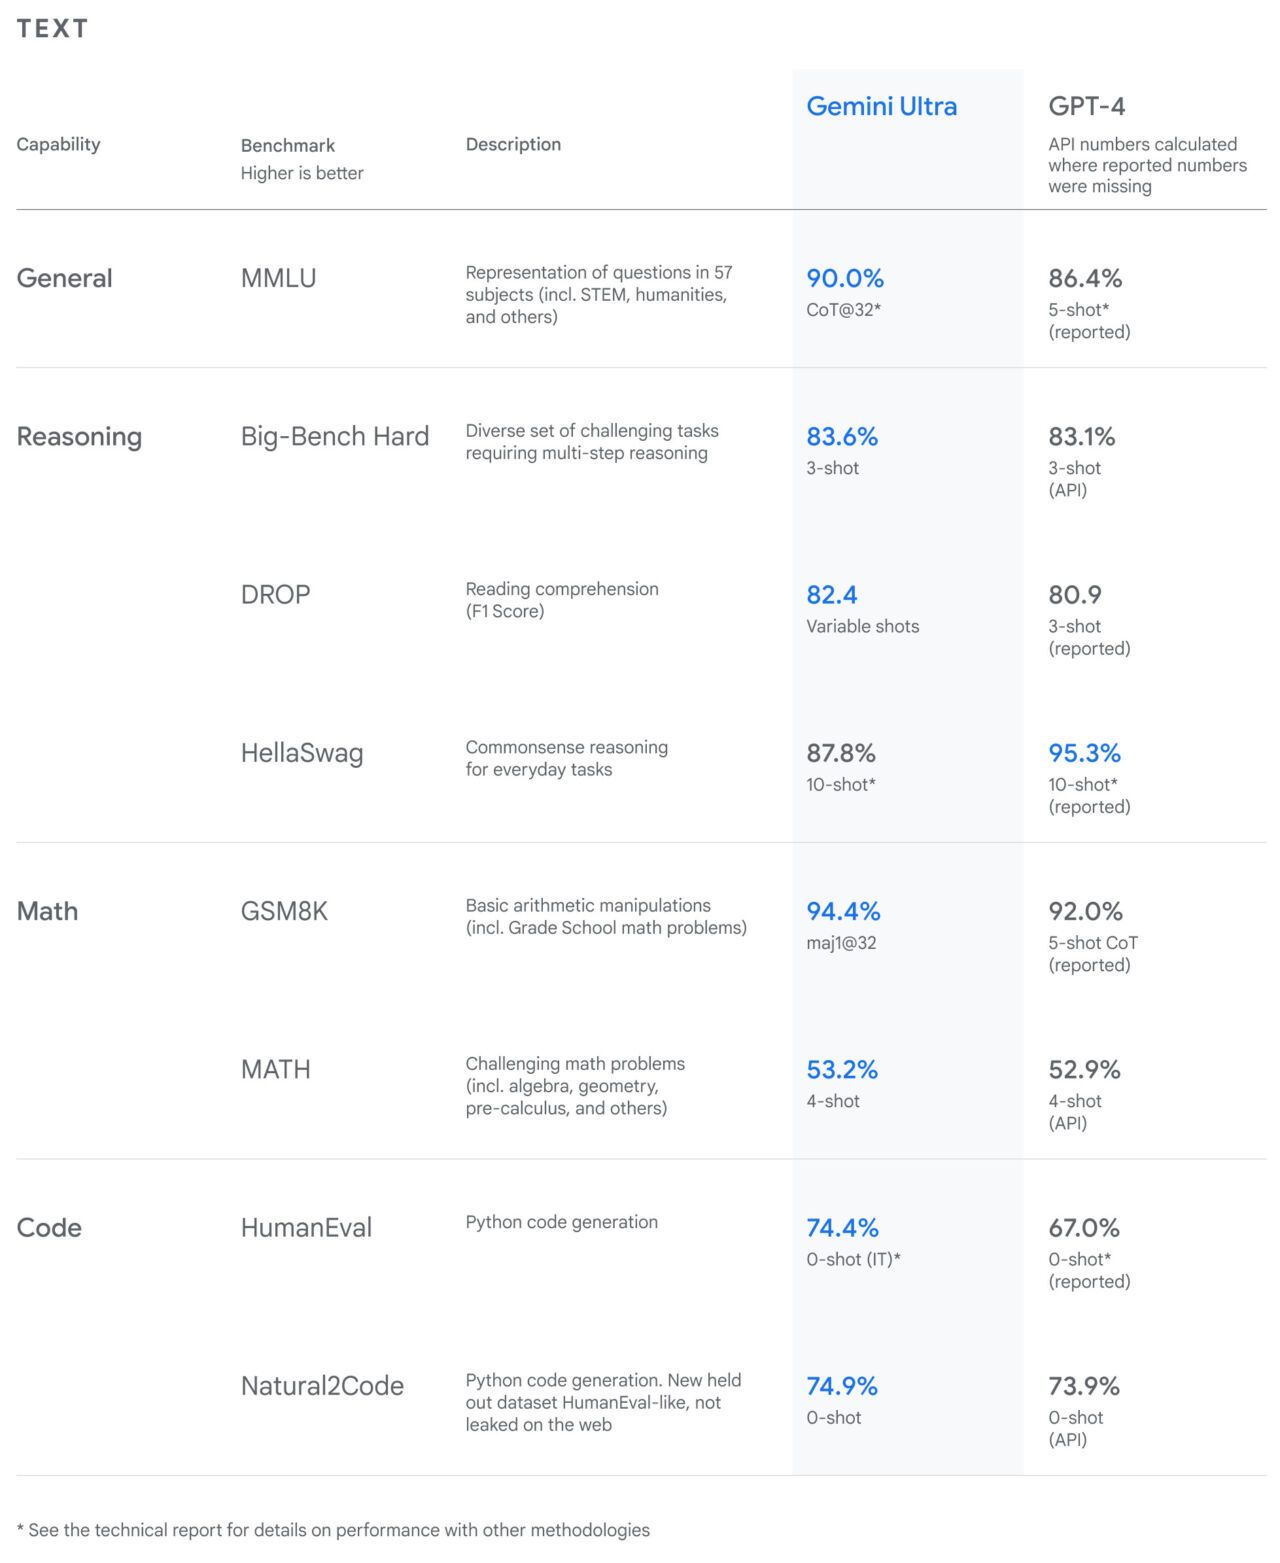 TEXT
Gemini Ultra
GPT-4
Capability
Benchmark
Higher is better
Description
API numbers calculated
where reported numbers
were missing
General
MMLU
Representation of questions in 57
subjects (incl. STEM, humanities,
and others)
90.0%
CoT@32*
86.4%
5-shot*
(reported)
Reasoning
Big-Bench Hard
Diverse set of challenging tasks
requiring multi-step reasoning
83.6%
3-shot
83.1%
3-shot
(API)
DROP
Reading comprehension
(F1 Score)
82.4
Variable shots
80.9
3-shot
(reported)
HellaSwag
Commonsense reasoning
for everyday tasks
87.8%
10-shot*
95.3%
10-shot*
(reported)
Math
GSM8K
Basic arithmetic manipulations
(incl. Grade School math problems)
94.4%
maj1@32
92.0%
5-shot CoT
(reported)
MATH
Challenging math problems
(incl. algebra, geometry,
pre-calculus, and others)
53.2%
4-shot
52.9%
4-shot
(API)
Code
HumanEval
Python code generation
74.4%
0-shot (IT)*
67.0%
0-shot*
(reported)
Natural2Code
Python code generation. New held
out dataset HumanEval-like, not
leaked on the web
74.9%
0-shot
73.9%
0-shot
(API)
* See the technical report for details on performance with other methodologies